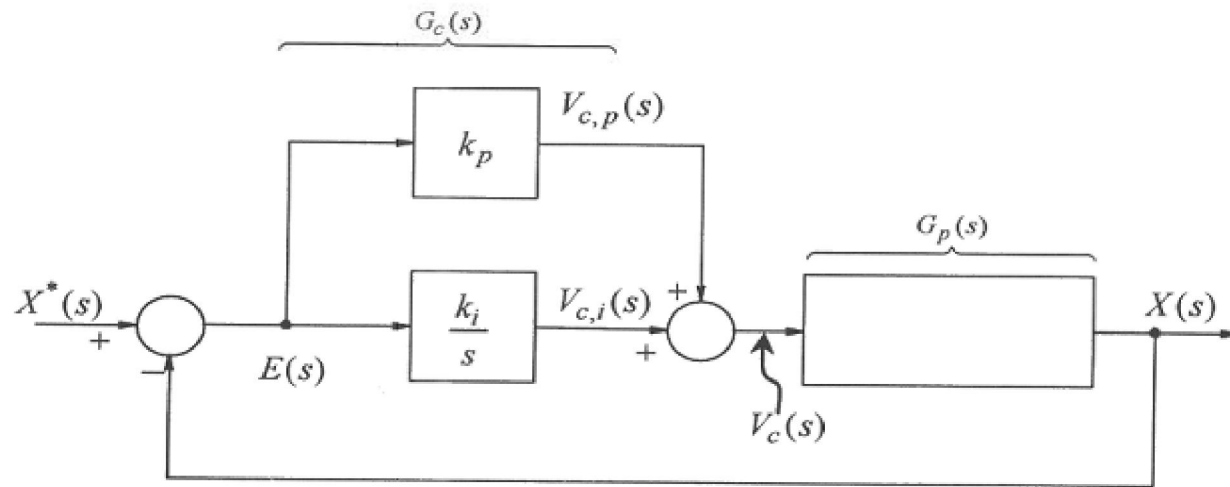 G_c(s)
V_{c,p}(s)
k_p
G_p(s)
+
X^*(s)
k_i
s
V_{c,i}(s)
X(s)
+
+
−
E(s)
V_c(s)